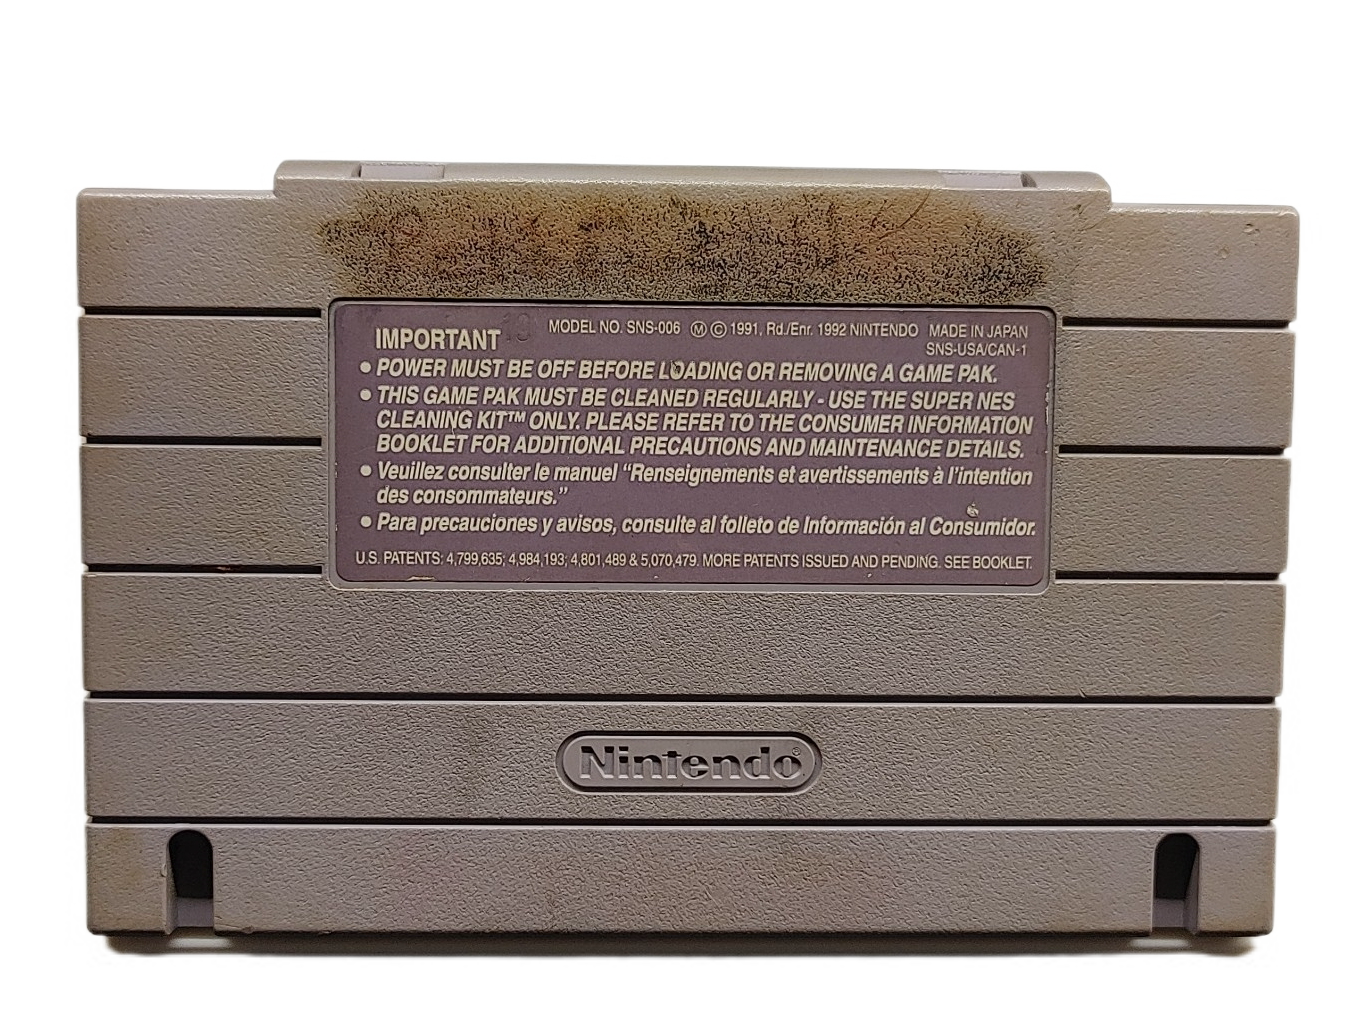 IMPORTANT
MODEL NO. SNS-006 Ⓜ © 1991, Rd./Enr. 1992 NINTENDO MADE IN JAPAN
SNS-USA/CAN-1
• POWER MUST BE OFF BEFORE LOADING OR REMOVING A GAME PAK.
• THIS GAME PAK MUST BE CLEANED REGULARLY - USE THE SUPER NES
CLEANING KIT™ ONLY. PLEASE REFER TO THE CONSUMER INFORMATION
BOOKLET FOR ADDITIONAL PRECAUTIONS AND MAINTENANCE DETAILS.
• Veuillez consulter le manuel “Renseignements et avertissements à l’intention
des consommateurs.”
• Para precauciones y avisos, consulte al folleto de Información al Consumidor.
U.S. PATENTS: 4,799,635; 4,984,193; 4,801,489 & 5,070,479. MORE PATENTS ISSUED AND PENDING. SEE BOOKLET.
Nintendo®